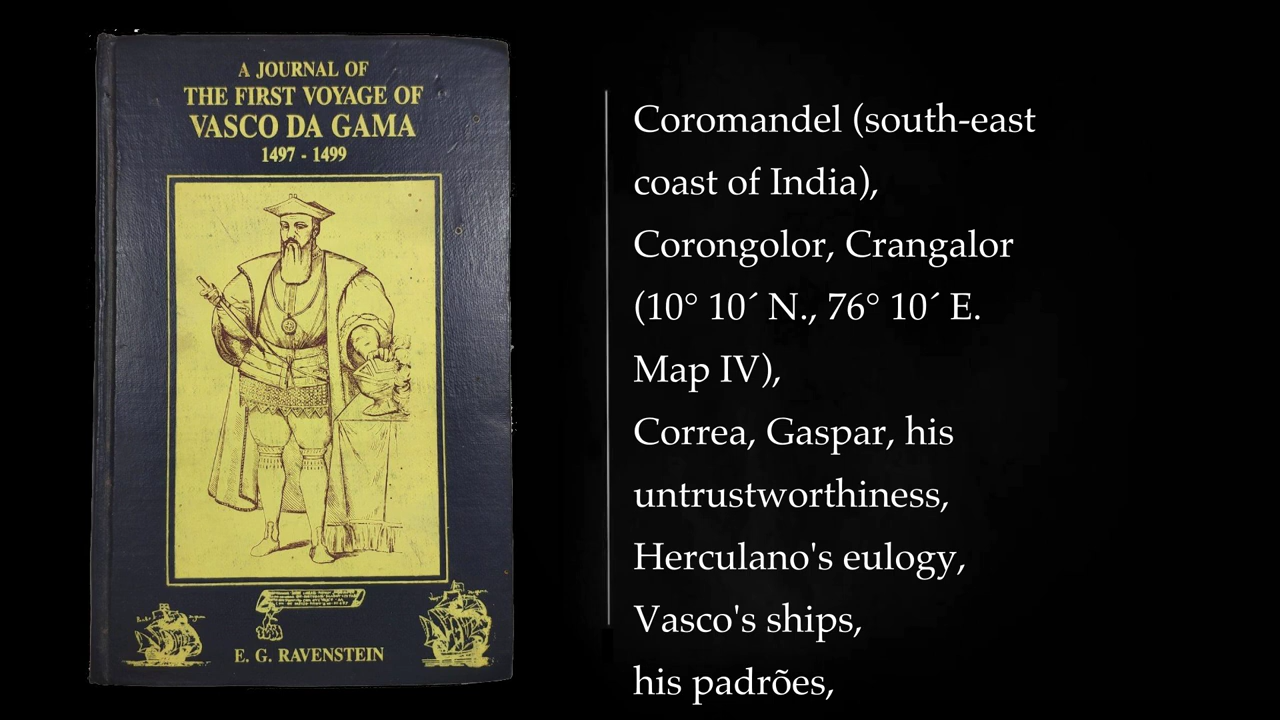 A JOURNAL OF
THE FIRST VOYAGE OF
VASCO DA GAMA
1497 - 1499
E. G. RAVENSTEIN
Coromandel (south-east
coast of India),
Corongolor, Crangalor
(10° 10´ N., 76° 10´ E.
Map IV),
Correa, Gaspar, his
untrustworthiness,
Herculano's eulogy,
Vasco's ships,
his padrões,